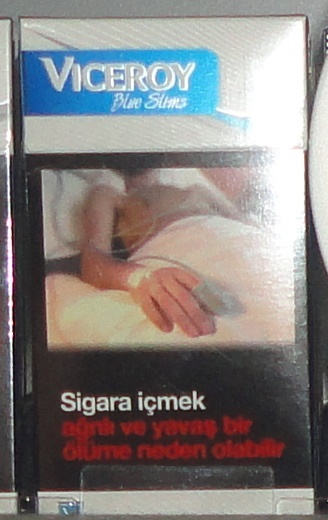 VICEROY
Blue Slims
Sigara içmek
ağrılı ve yavaş bir
ölüme neden olabilir